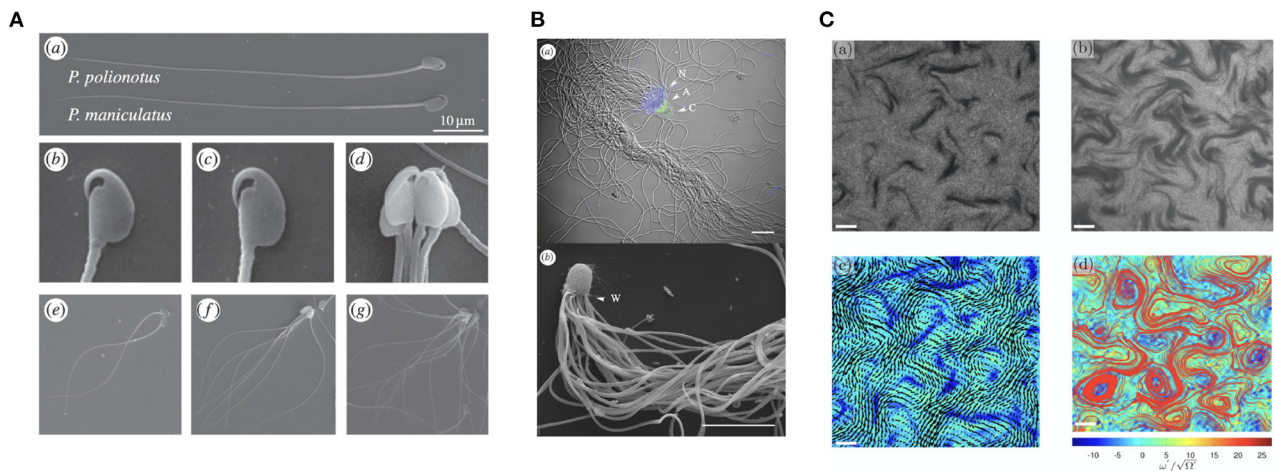 A
(a)
P. polionotus
P. maniculatus
10 μm
(b)
(c)
(d)
(e)
(f)
(g)
B
(a)
N
A
C
(b)
W
C
(a)
(b)
(c)
(d)
-10 -5 0 5 10 15 20 25
ω′/√Ω′